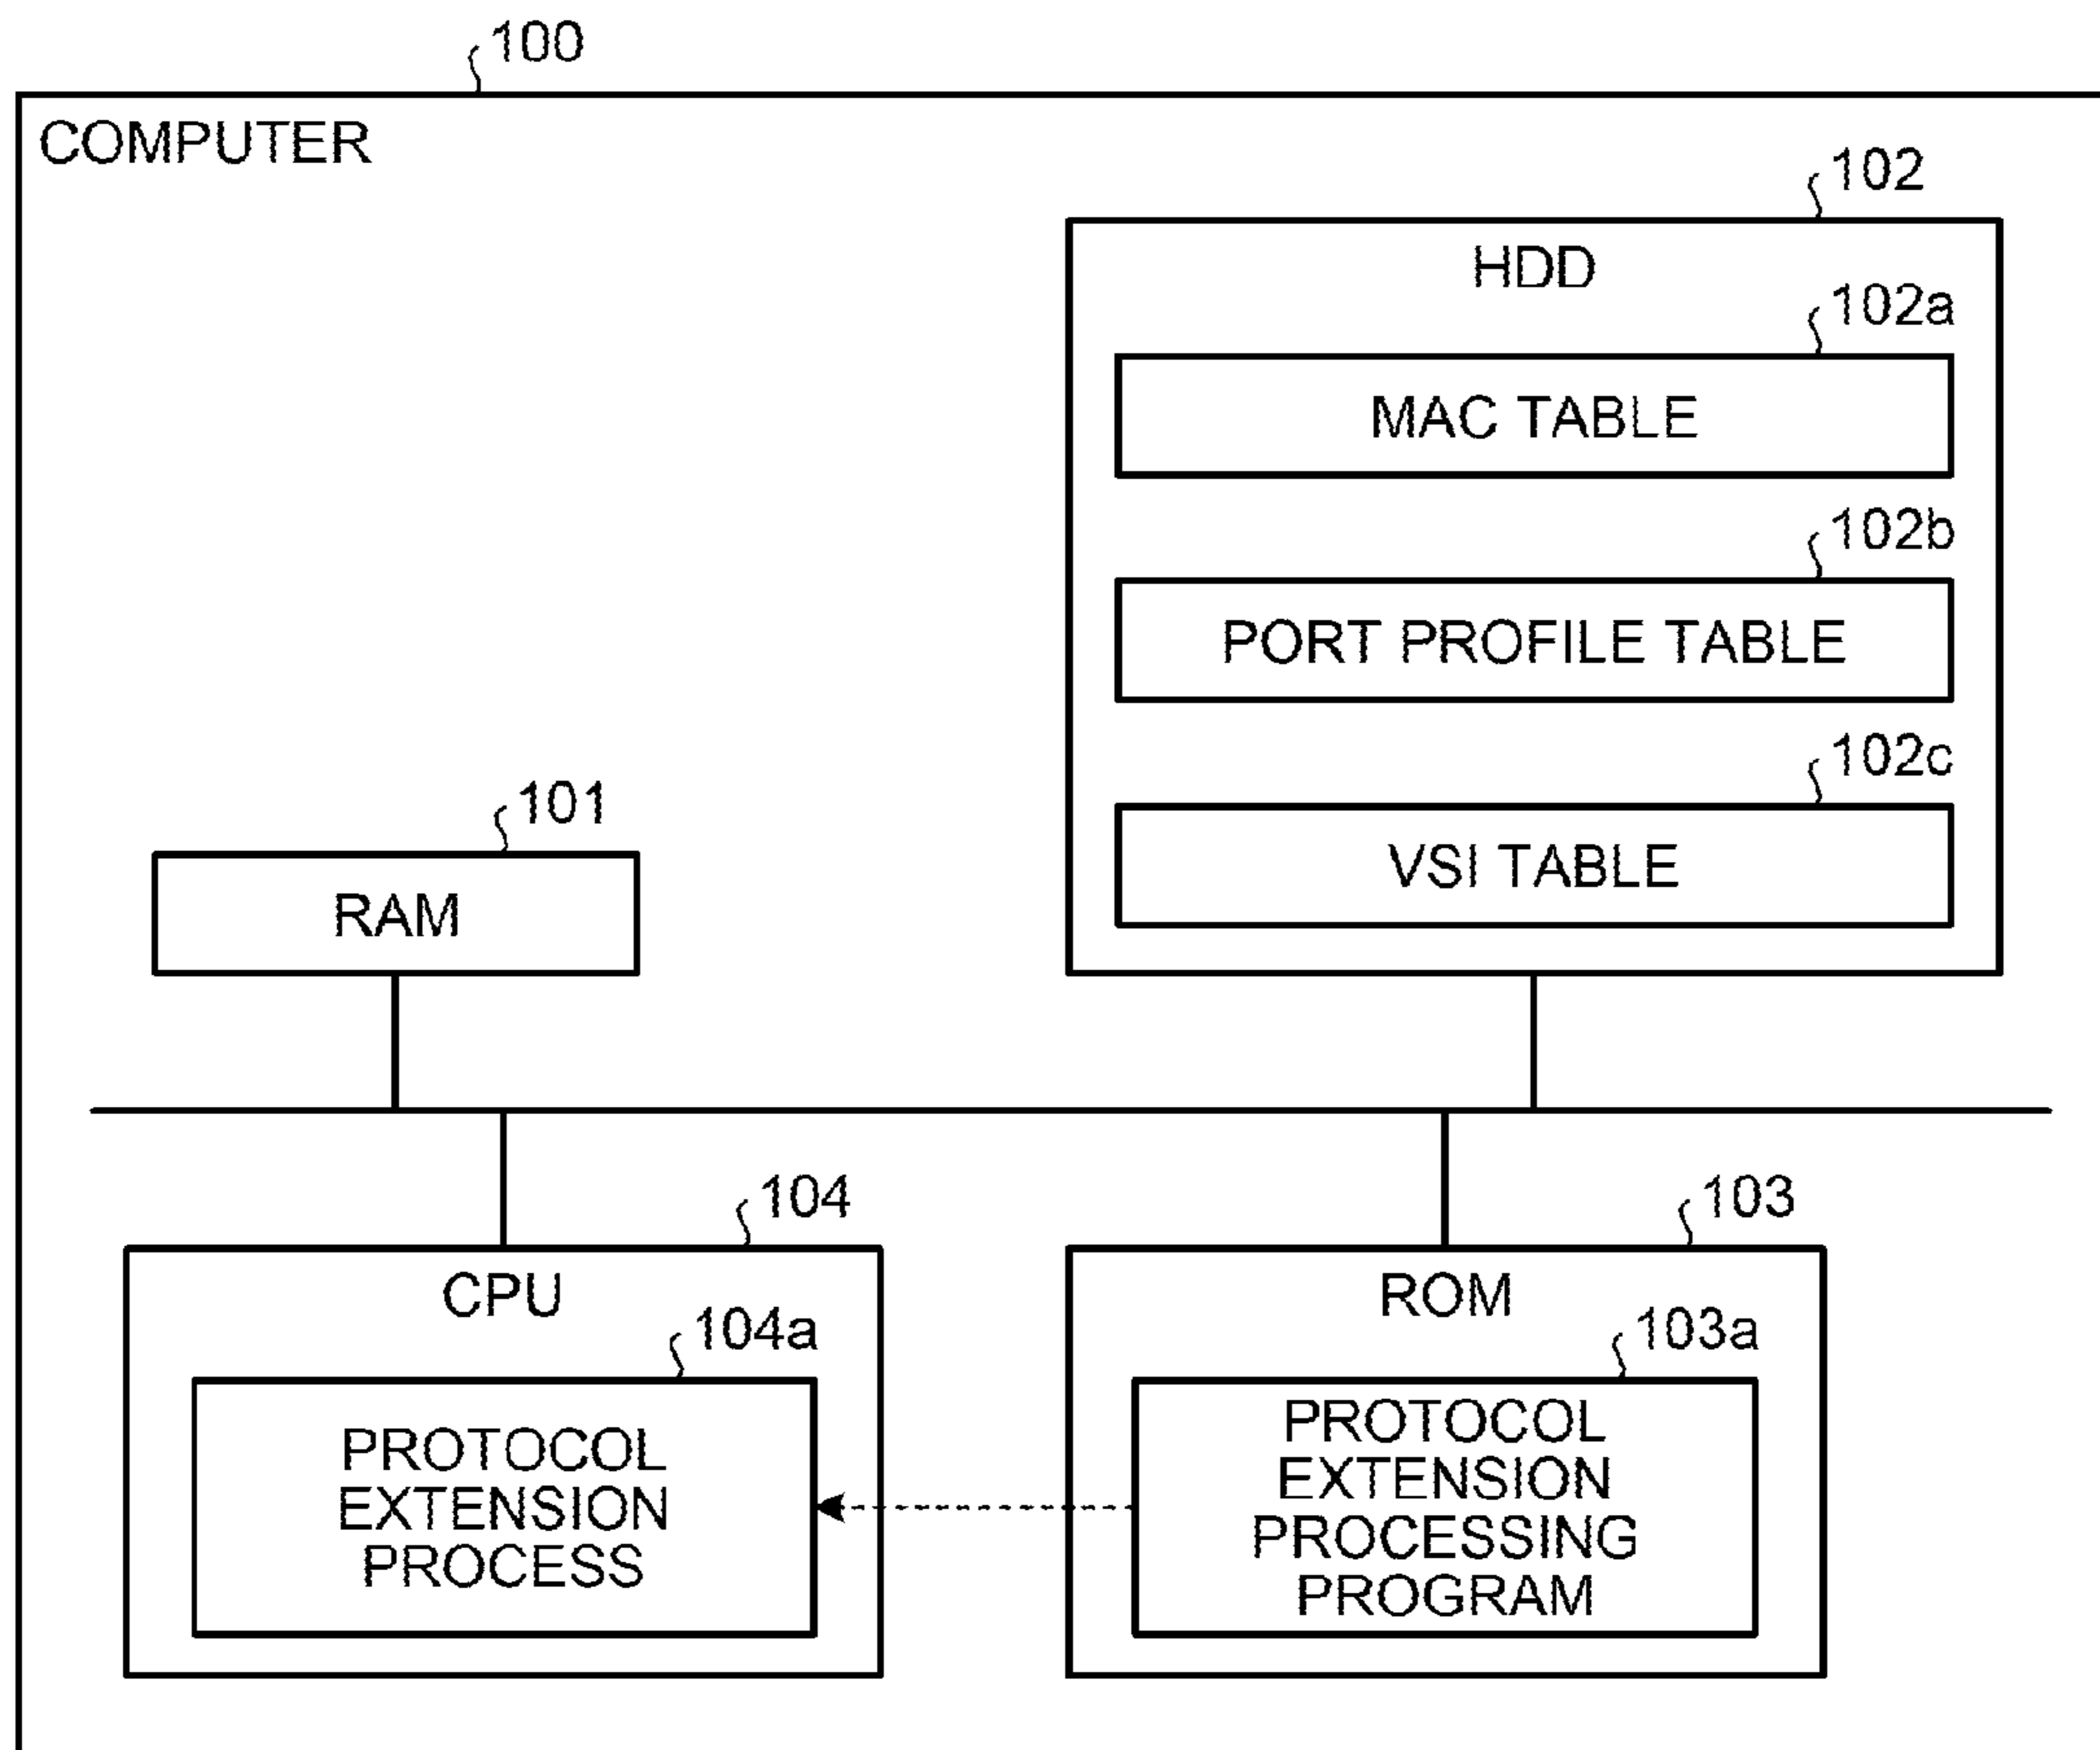 100
COMPUTER
102
HDD
102a
MAC TABLE
102b
PORT PROFILE TABLE
102c
VSI TABLE
101
RAM
104
CPU
104a
PROTOCOL
EXTENSION
PROCESS
103
ROM
103a
PROTOCOL
EXTENSION
PROCESSING
PROGRAM